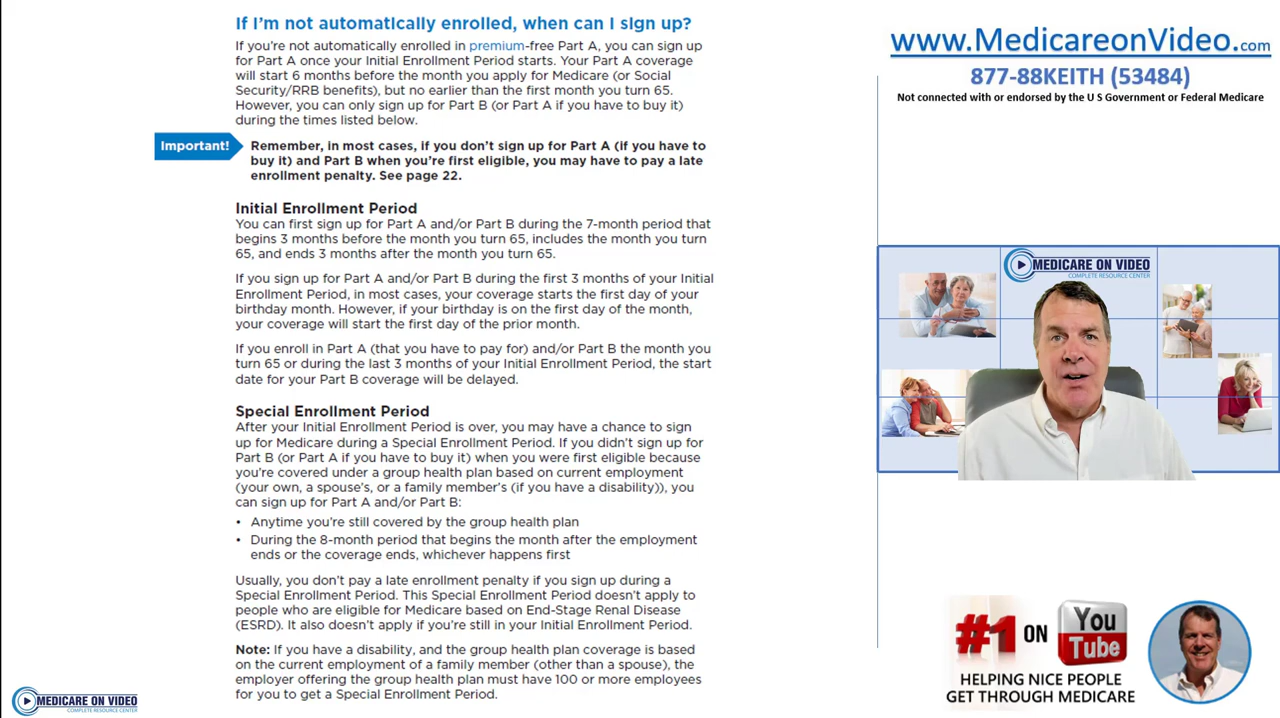 If I'm not automatically enrolled, when can I sign up?
If you're not automatically enrolled in premium-free Part A, you can sign up
for Part A once your Initial Enrollment Period starts. Your Part A coverage
will start 6 months before the month you apply for Medicare (or Social
Security/RRB benefits), but no earlier than the first month you turn 65.
However, you can only sign up for Part B (or Part A if you have to buy it)
during the times listed below.
Important!
Remember, in most cases, if you don't sign up for Part A (if you have to
buy it) and Part B when you're first eligible, you may have to pay a late
enrollment penalty. See page 22.
Initial Enrollment Period
You can first sign up for Part A and/or Part B during the 7-month period that
begins 3 months before the month you turn 65, includes the month you turn
65, and ends 3 months after the month you turn 65.
If you sign up for Part A and/or Part B during the first 3 months of your Initial
Enrollment Period, in most cases, your coverage starts the first day of your
birthday month. However, if your birthday is on the first day of the month,
your coverage will start the first day of the prior month.
If you enroll in Part A (that you have to pay for) and/or Part B the month you
turn 65 or during the last 3 months of your Initial Enrollment Period, the start
date for your Part B coverage will be delayed.
Special Enrollment Period
After your Initial Enrollment Period is over, you may have a chance to sign
up for Medicare during a Special Enrollment Period. If you didn't sign up for
Part B (or Part A if you have to buy it) when you were first eligible because
you're covered under a group health plan based on current employment
(your own, a spouse's, or a family member's (if you have a disability)), you
can sign up for Part A and/or Part B:
• Anytime you're still covered by the group health plan
• During the 8-month period that begins the month after the employment
ends or the coverage ends, whichever happens first
Usually, you don't pay a late enrollment penalty if you sign up during a
Special Enrollment Period. This Special Enrollment Period doesn't apply to
people who are eligible for Medicare based on End-Stage Renal Disease
(ESRD). It also doesn't apply if you're still in your Initial Enrollment Period.
Note: If you have a disability, and the group health plan coverage is based
on the current employment of a family member (other than a spouse), the
employer offering the group health plan must have 100 or more employees
for you to get a Special Enrollment Period.
MEDICARE ON VIDEO
COMPLETE RESOURCE CENTER
www.MedicareonVideo.com
877-88KEITH (53484)
Not connected with or endorsed by the U S Government or Federal Medicare
MEDICARE ON VIDEO
COMPLETE RESOURCE CENTER
#1 ON You
Tube
HELPING NICE PEOPLE
GET THROUGH MEDICARE